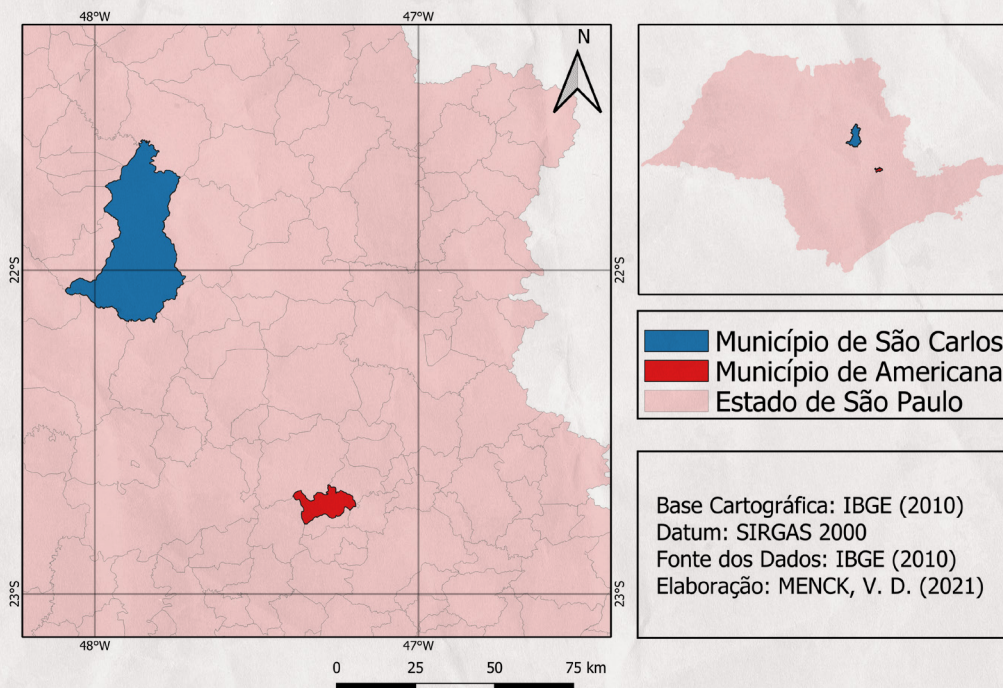 48°W 47°W
N
22°S 22°S
23°S 23°S
48°W 47°W
0 25 50 75 km
Município de São Carlos
Município de Americana
Estado de São Paulo
Base Cartográfica: IBGE (2010)
Datum: SIRGAS 2000
Fonte dos Dados: IBGE (2010)
Elaboração: MENCK, V. D. (2021)